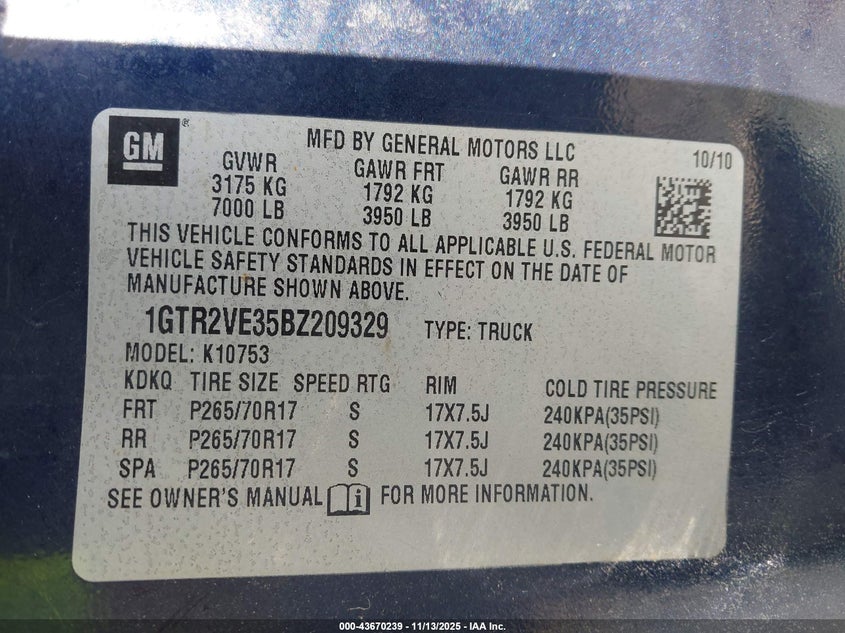 GM
®
MFD BY GENERAL MOTORS LLC
10/10
GVWR GAWR FRT GAWR RR
3175 KG 1792 KG 1792 KG
7000 LB 3950 LB 3950 LB
THIS VEHICLE CONFORMS TO ALL APPLICABLE U.S. FEDERAL MOTOR
VEHICLE SAFETY STANDARDS IN EFFECT ON THE DATE OF
MANUFACTURE SHOWN ABOVE.
1GTR2VE35BZ209329 TYPE: TRUCK
MODEL: K10753
KDKQ TIRE SIZE SPEED RTG RIM COLD TIRE PRESSURE
FRT P265/70R17 S 17X7.5J 240KPA(35PSI)
RR P265/70R17 S 17X7.5J 240KPA(35PSI)
SPA P265/70R17 S 17X7.5J 240KPA(35PSI)
SEE OWNER'S MANUAL i FOR MORE INFORMATION.
000-43670239 - 11/13/2025 - IAA Inc.